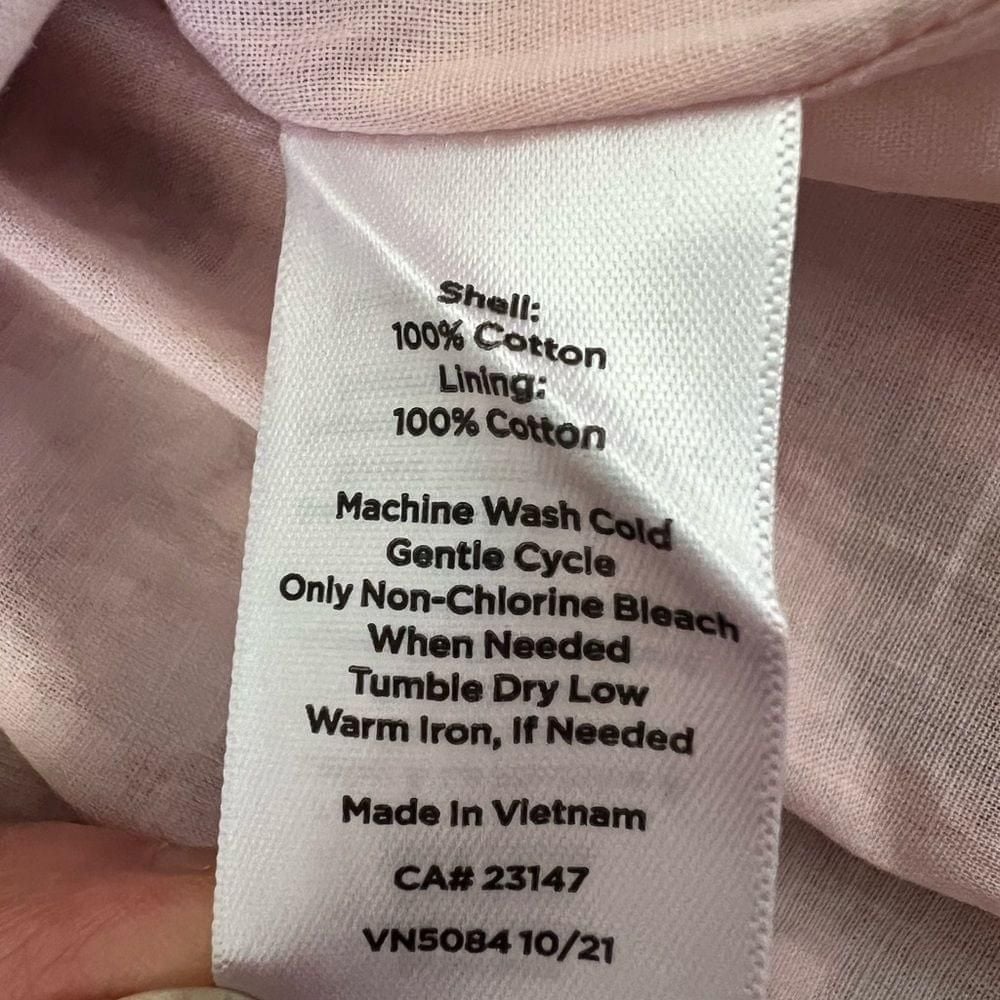 Shell:
100% Cotton
Lining:
100% Cotton
Machine Wash Cold
Gentle Cycle
Only Non-Chlorine Bleach
When Needed
Tumble Dry Low
Warm Iron, If Needed
Made In Vietnam
CA# 23147
VN5084 10/21